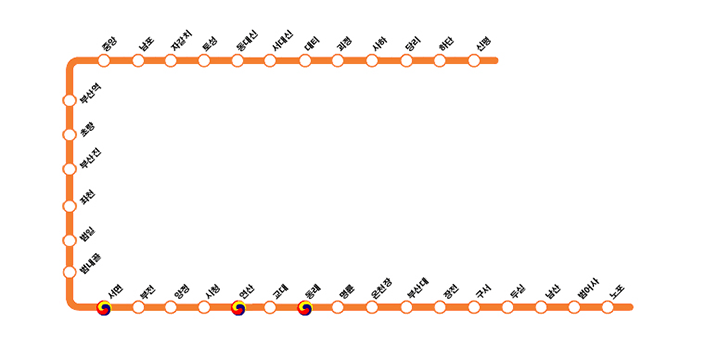 중앙
남포
자갈치
토성
동대신
서대신
대티
괴정
사하
당리
하단
신평
부산역
초량
부산진
좌천
범일
범내골
서면
부전
양정
시청
연산
교대
동래
명륜
온천장
부산대
장전
구서
두실
남산
범어사
노포